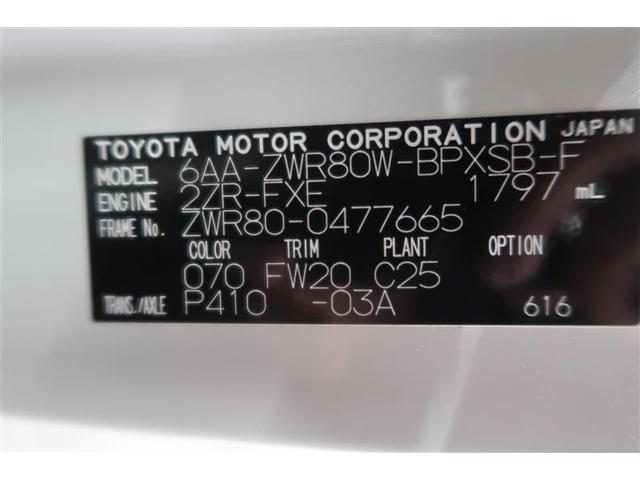 TOYOTA MOTOR CORPORATION JAPAN
MODEL 6AA-ZWR80W-BPXSB-F
ENGINE 2ZR-FXE 1797 mL
FRAME No. ZWR80-0477665
COLOR TRIM PLANT OPTION
070 FW20 C25
TRANS./AXLE P410 -03A 616